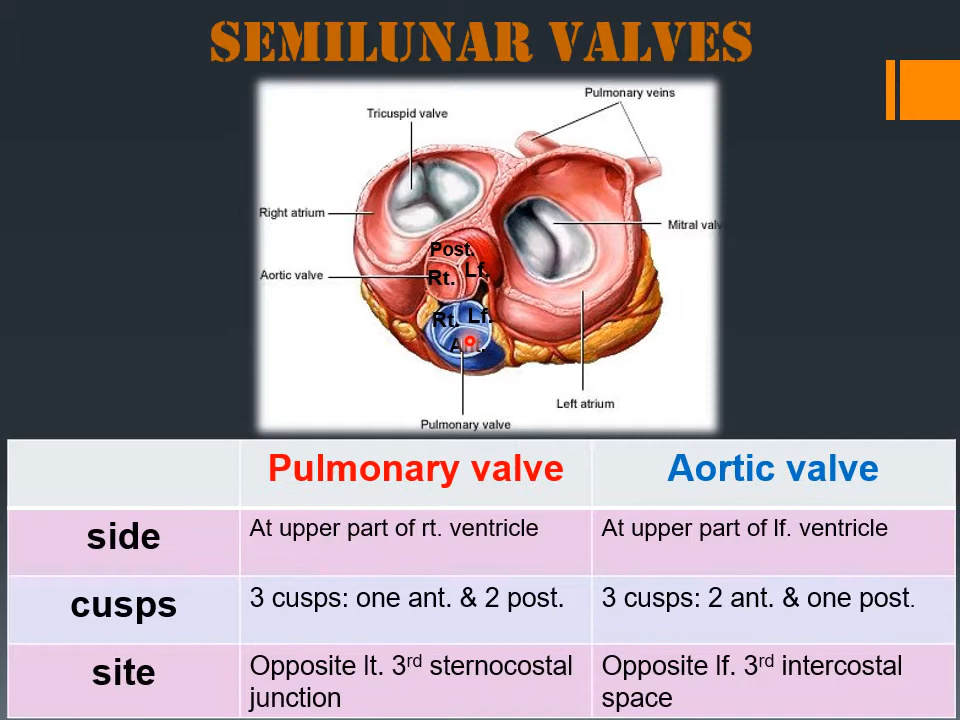 SEMILUNAR VALVES
Pulmonary veins
Tricuspid valve
Right atrium
Mitral valv
Post.
Aortic valve
Rt. Lf.
Rt. Lf.
Ant.
Left atrium
Pulmonary valve
Pulmonary valve Aortic valve
side At upper part of rt. ventricle At upper part of lf. ventricle
cusps 3 cusps: one ant. & 2 post. 3 cusps: 2 ant. & one post.
site Opposite lt. 3rd sternocostal Opposite lf. 3rd intercostal
junction space